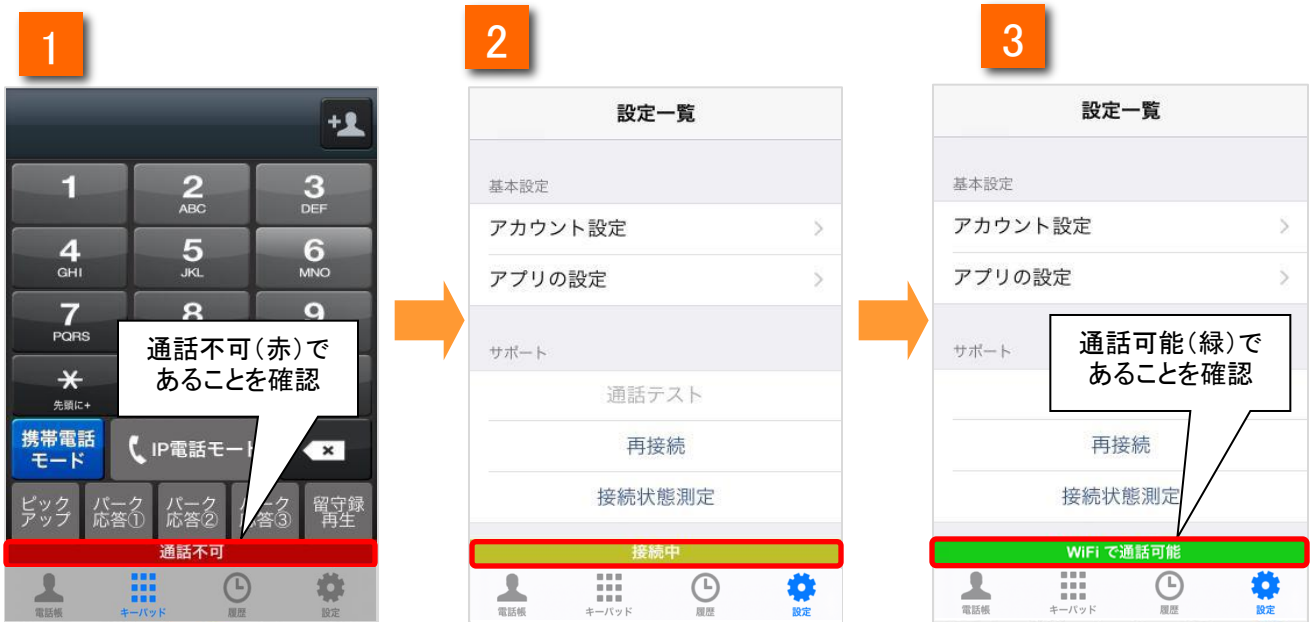 1
2
3
1
2
ABC
3
DEF
4
GHI
5
JKL
6
MNO
7
PQRS
8
9
通話不可（赤）で
あることを確認
先頭に+
携帯電話
モード
IP電話モード
ピック
アップ
パーク
応答①
パーク
応答②
パーク
応答③
留守録
再生
通話不可
電話帳
キーパッド
履歴
設定
設定一覧
基本設定
アカウント設定
アプリの設定
サポート
通話テスト
再接続
接続状態測定
接続中
電話帳
キーパッド
履歴
設定
設定一覧
基本設定
アカウント設定
アプリの設定
サポート
通話可能（緑）で
あることを確認
再接続
接続状態測定
WiFi で通話可能
電話帳
キーパッド
履歴
設定